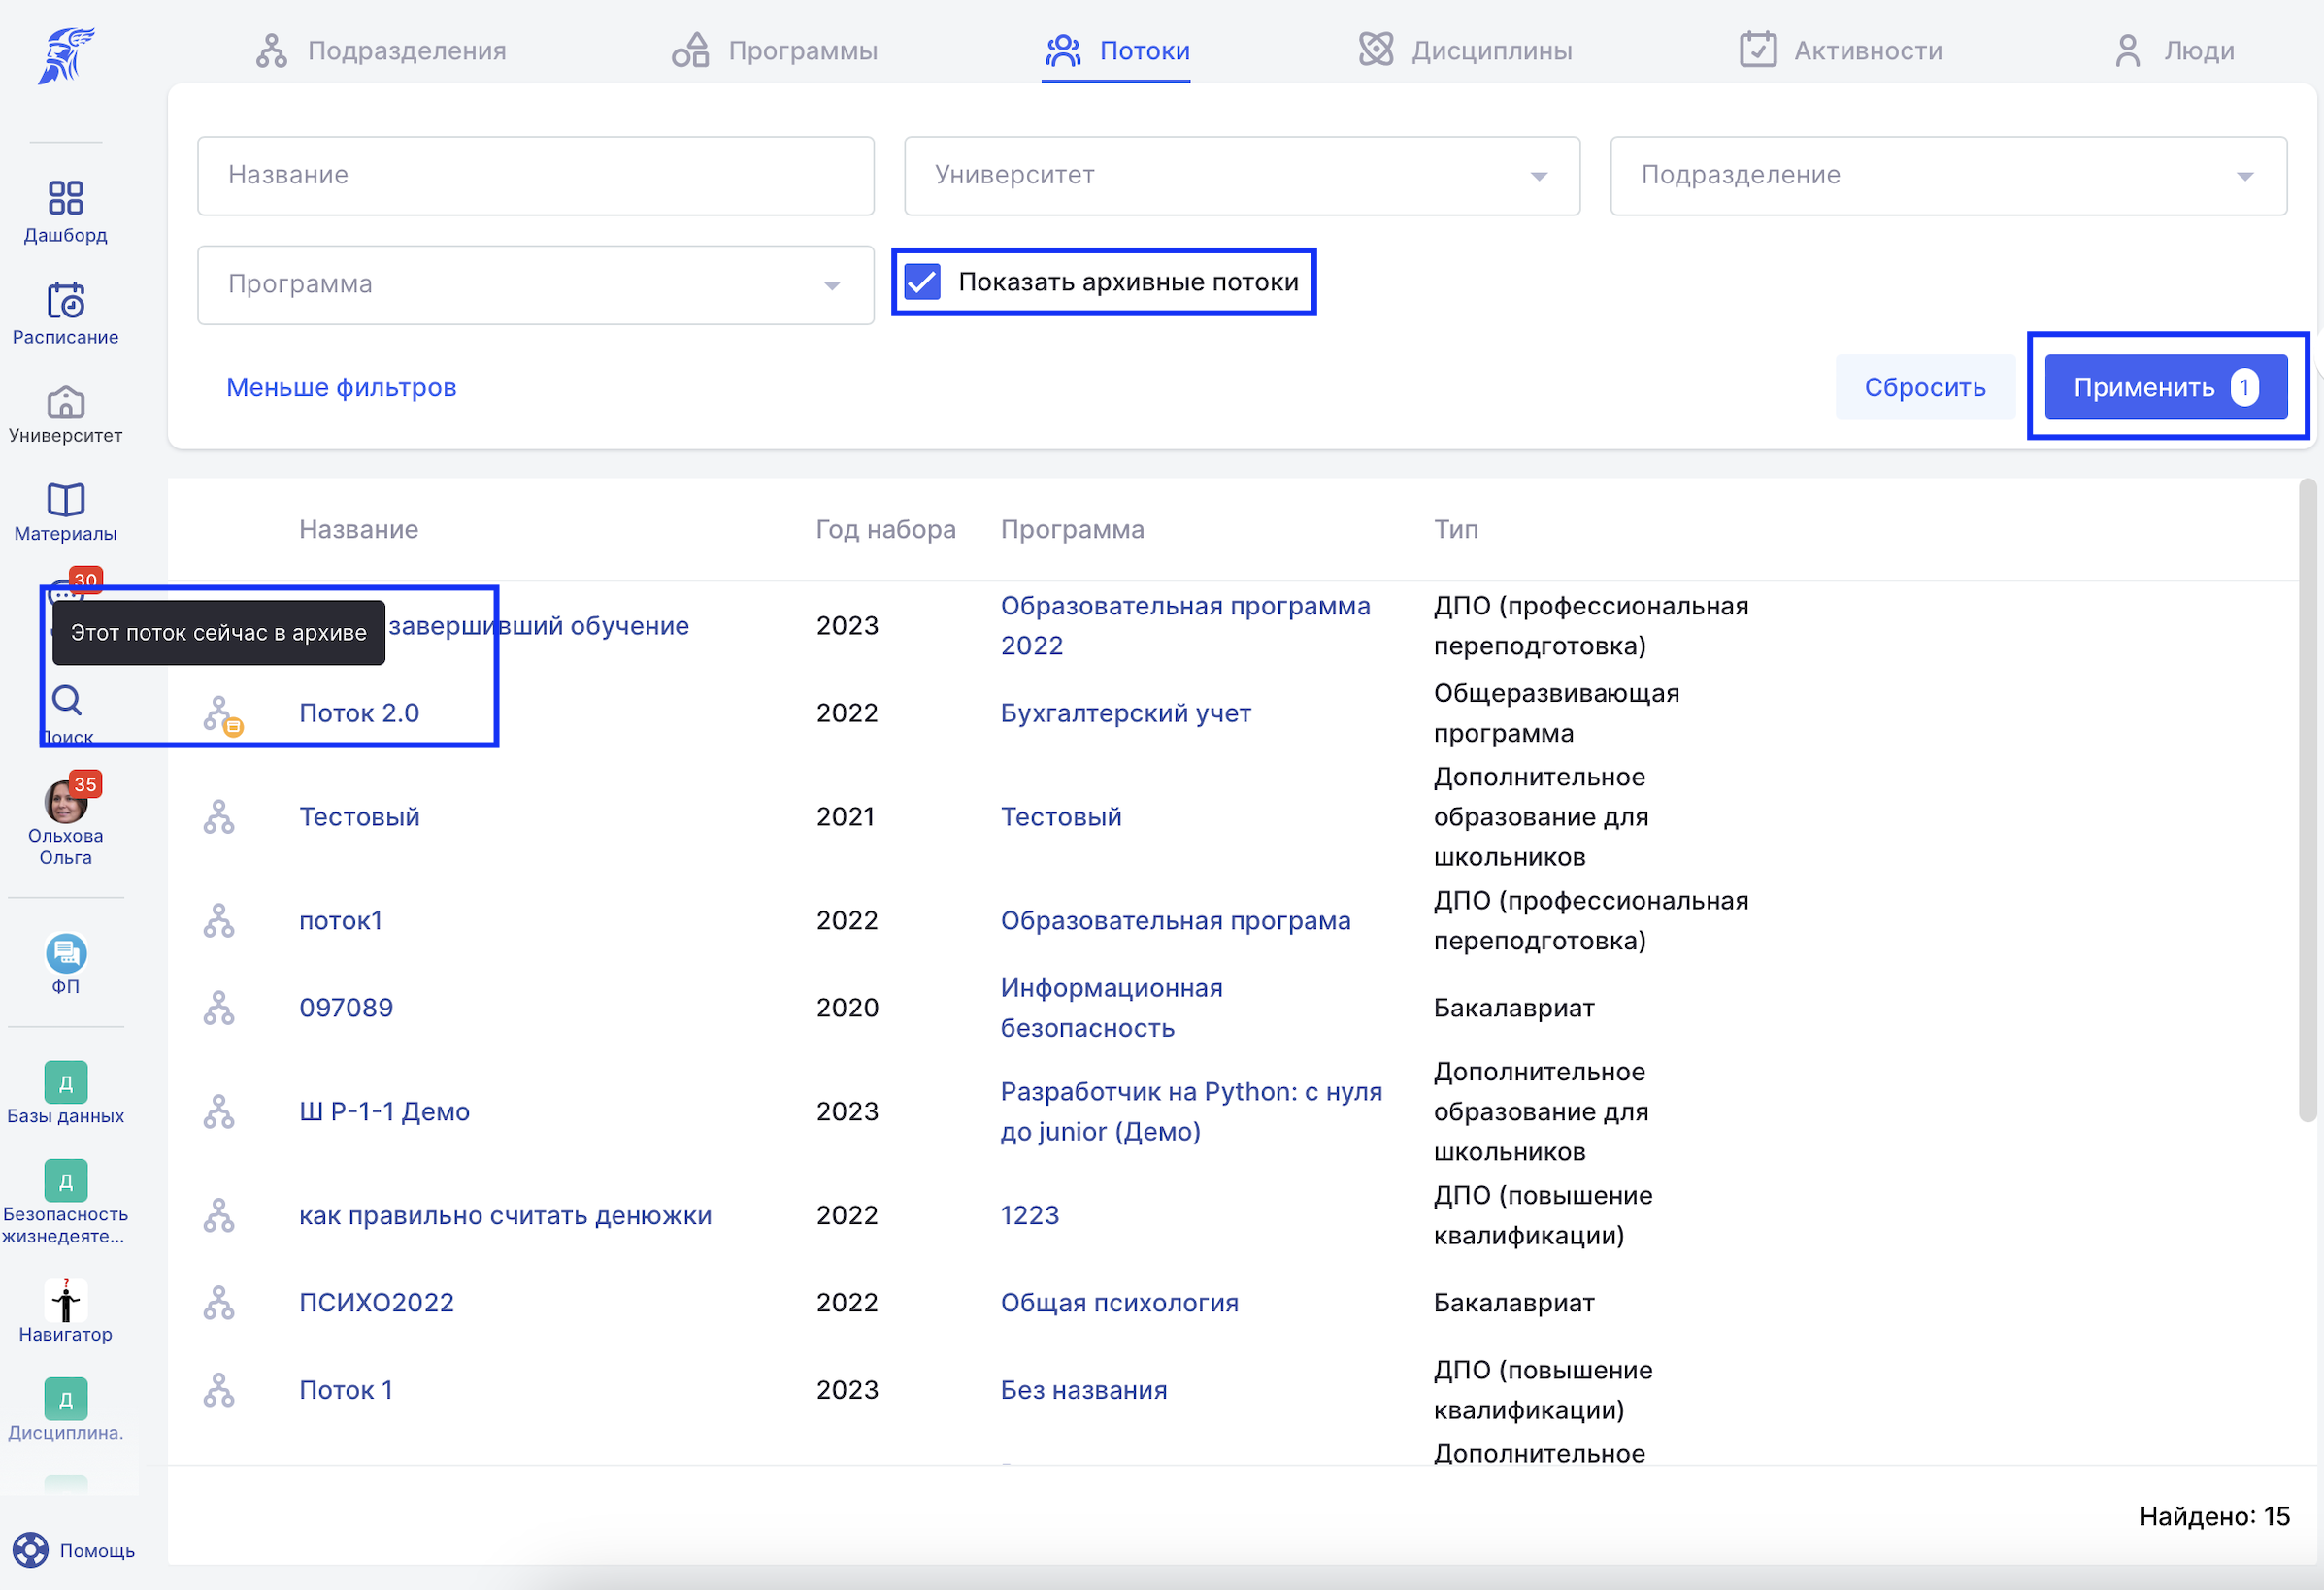 Подразделения
Программы
Потоки
Дисциплины
Активности
Люди
Дашборд
Расписание
Университет
Материалы
30
Поиск
35
Ольхова
Ольга
ФП
Д
Базы данных
Д
Безопасность
жизнедеяте...
?
Навигатор
Д
Дисциплина.
Помощь
Название
Университет
Подразделение
Программа
Показать архивные потоки
Меньше фильтров
Сбросить
Применить 1
Название Год набора Программа Тип
Этот поток сейчас в архиве
завершивший обучение 2023 Образовательная программа
2022
ДПО (профессиональная
переподготовка)
Поток 2.0 2022 Бухгалтерский учет
Общеразвивающая
программа
Тестовый 2021 Тестовый
Дополнительное
образование для
школьников
поток1 2022 Образовательная програма
ДПО (профессиональная
переподготовка)
097089 2020 Информационная
безопасность
Бакалавриат
Ш Р-1-1 Демо 2023 Разработчик на Python: с нуля
до junior (Демо)
Дополнительное
образование для
школьников
как правильно считать денюжки 2022 1223
ДПО (повышение
квалификации)
ПСИХО2022 2022 Общая психология Бакалавриат
Поток 1 2023 Без названия
ДПО (повышение
квалификации)
Дополнительное
Найдено: 15